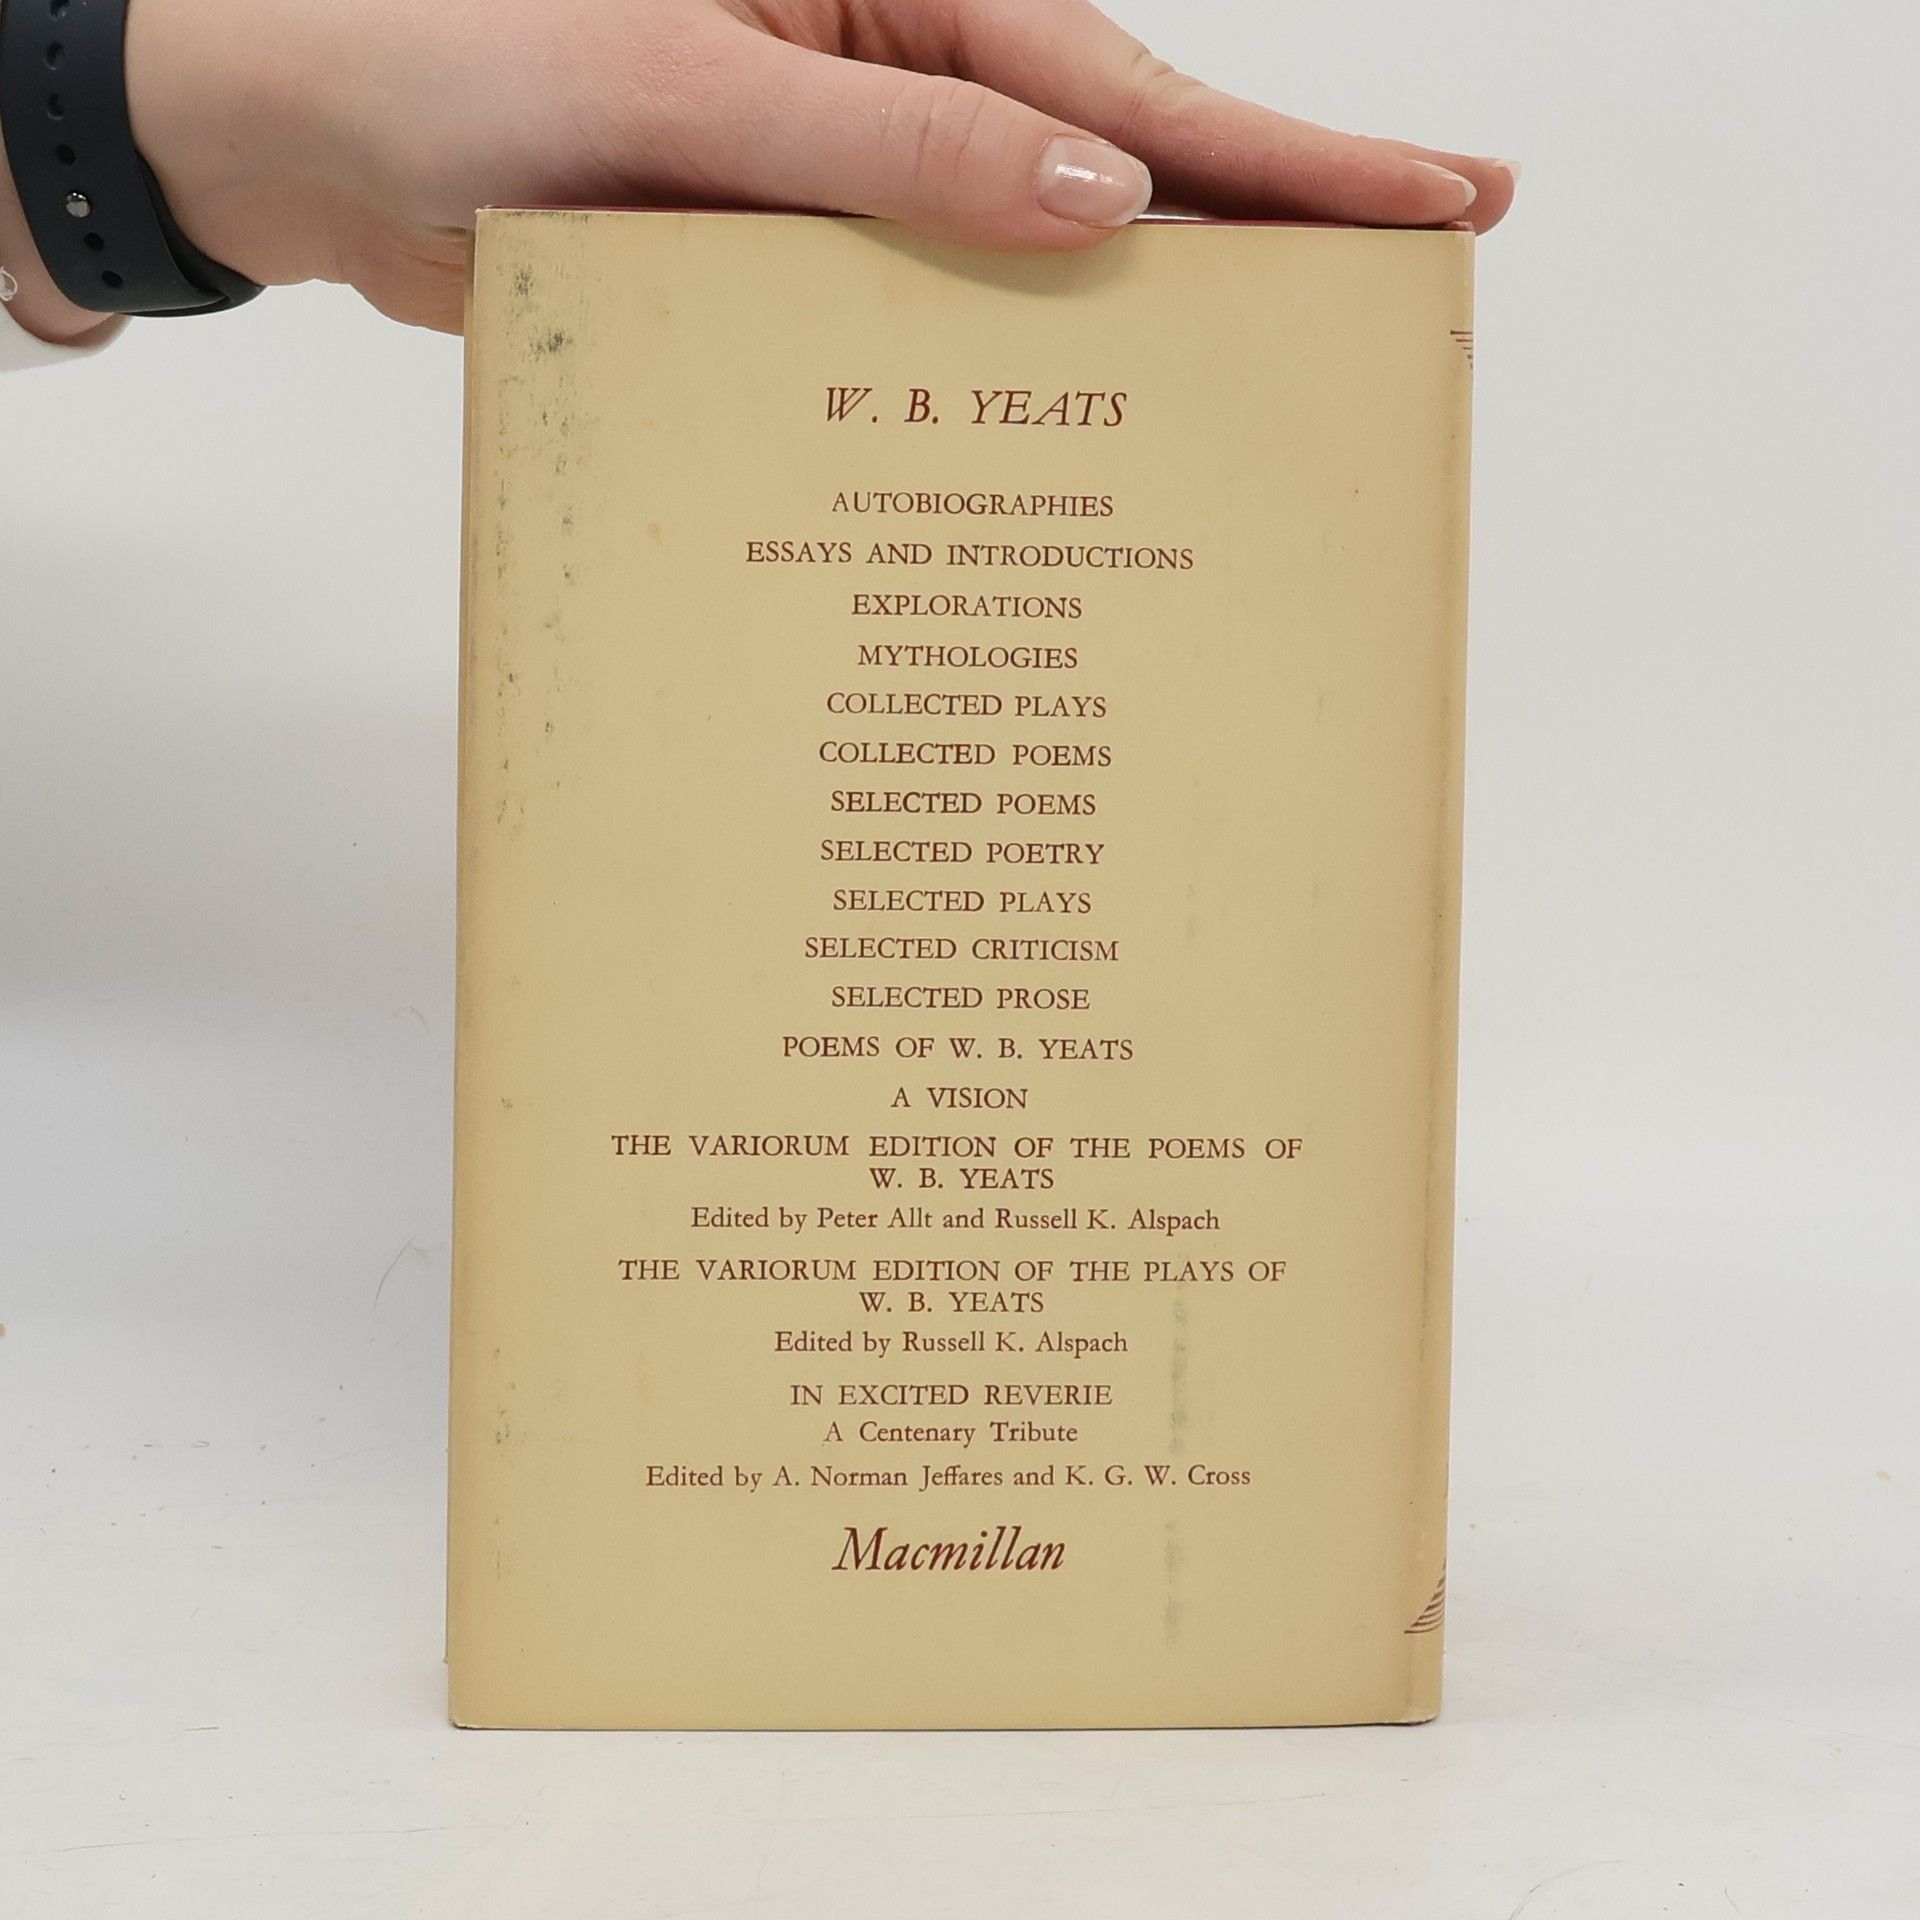 W. B. YEATS
AUTOBIOGRAPHIES
ESSAYS AND INTRODUCTIONS
EXPLORATIONS
MYTHOLOGIES
COLLECTED PLAYS
COLLECTED POEMS
SELECTED POEMS
SELECTED POETRY
SELECTED PLAYS
SELECTED CRITICISM
SELECTED PROSE
POEMS OF W. B. YEATS
A VISION
THE VARIORUM EDITION OF THE POEMS OF
W. B. YEATS
Edited by Peter Allt and Russell K. Alspach
THE VARIORUM EDITION OF THE PLAYS OF
W. B. YEATS
Edited by Russell K. Alspach
IN EXCITED REVERIE
A Centenary Tribute
Edited by A. Norman Jeffares and K. G. W. Cross
Macmillan